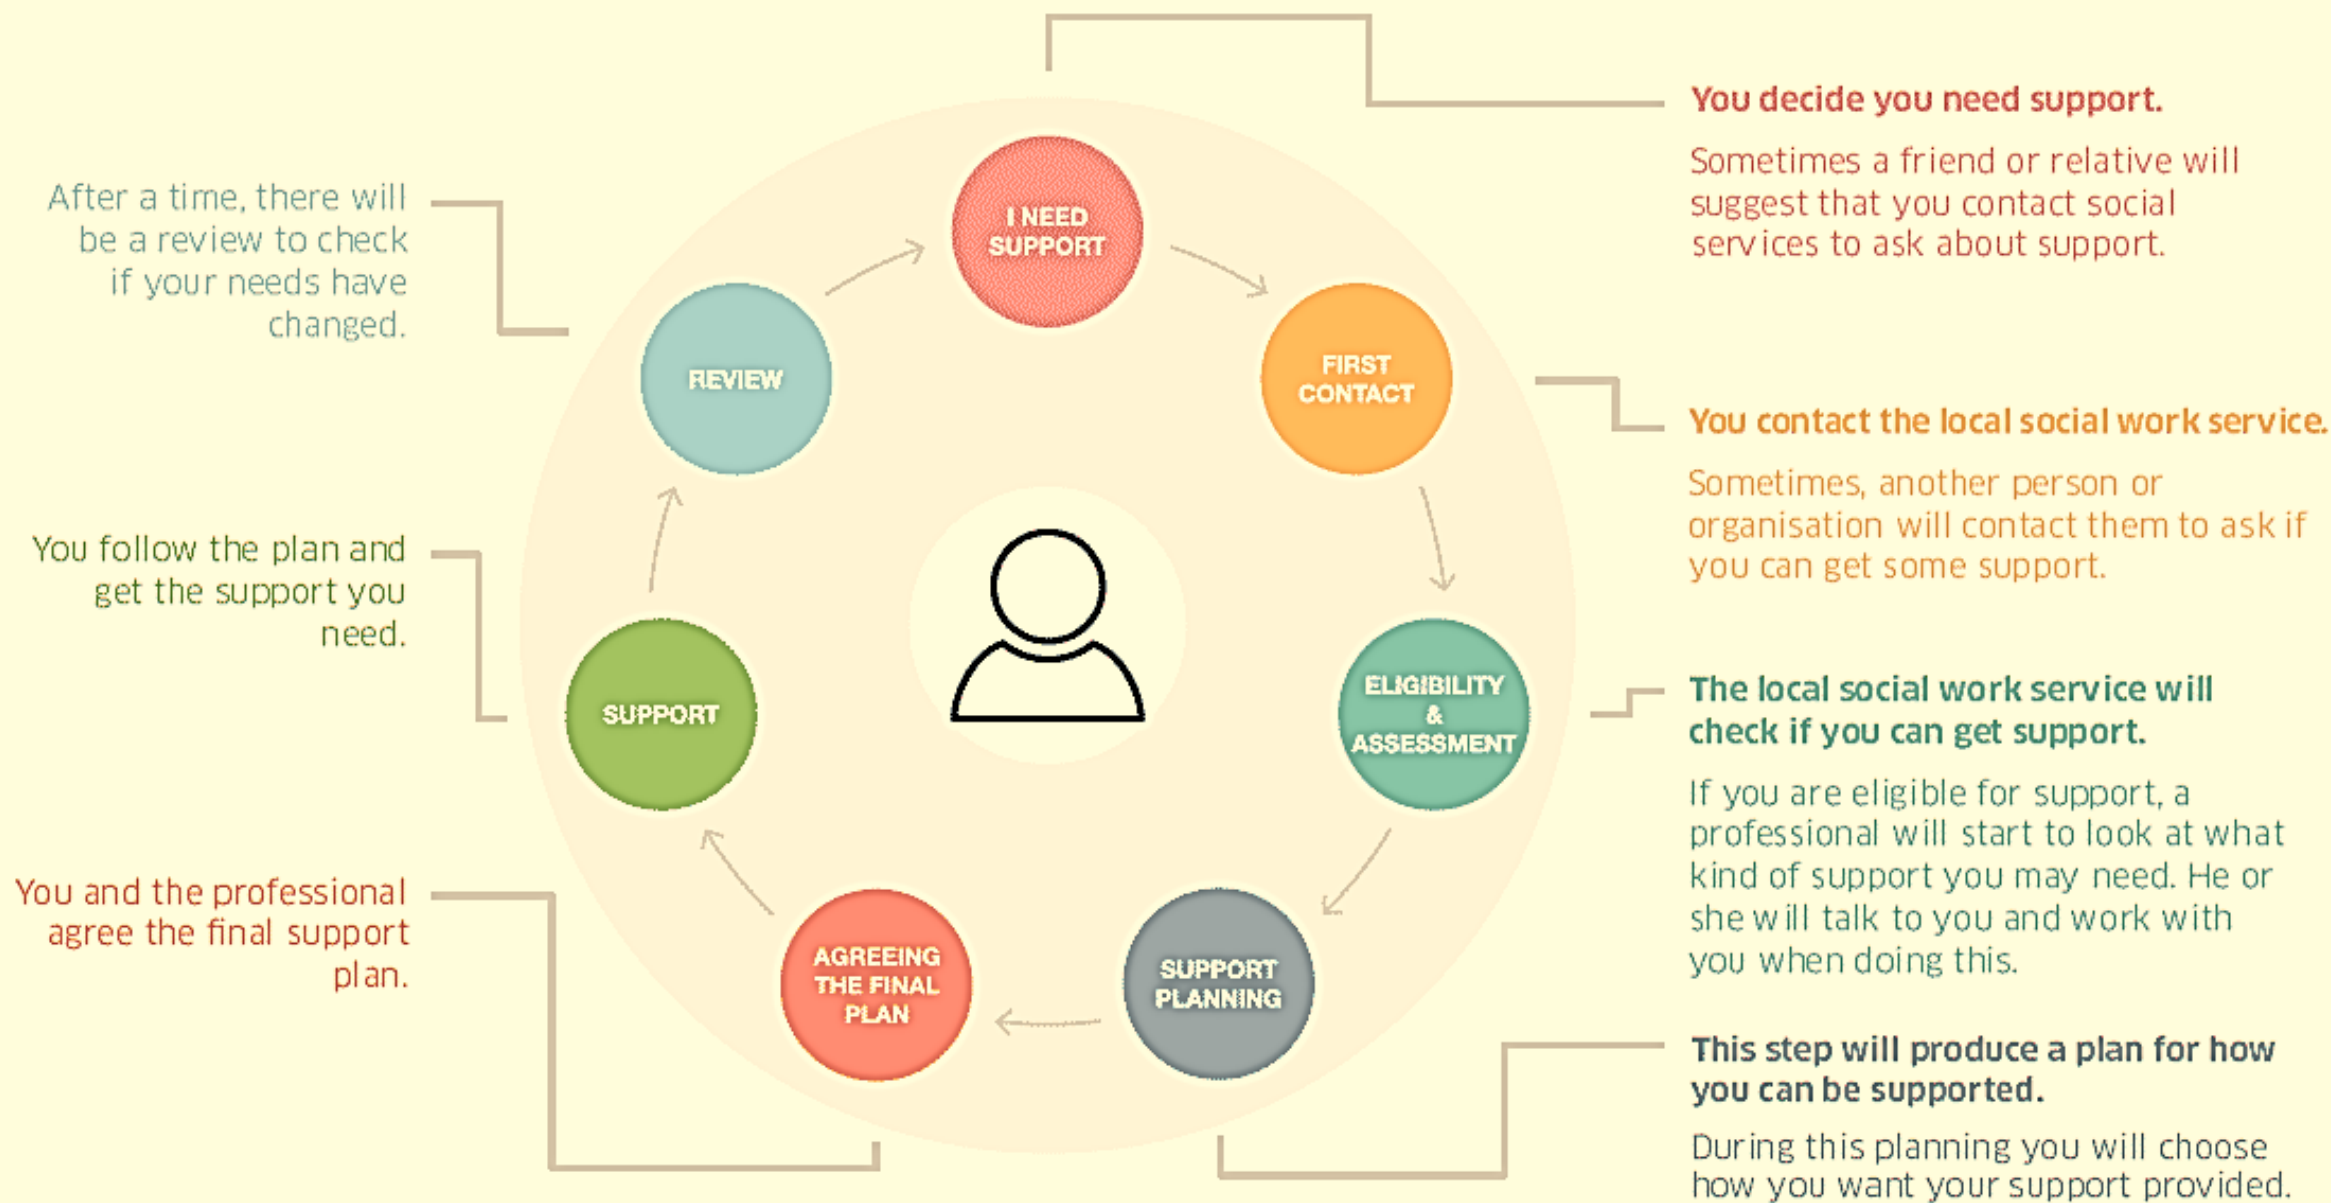 You decide you need support.
Sometimes a friend or relative will
suggest that you contact social
services to ask about support.
After a time, there will
be a review to check
if your needs have
changed.
I NEED
SUPPORT
REVIEW
FIRST
CONTACT
You contact the local social work service.
Sometimes, another person or
organisation will contact them to ask if
you can get some support.
You follow the plan and
get the support you
need.
SUPPORT
ELIGIBILITY
&
ASSESSMENT
The local social work service will
check if you can get support.
If you are eligible for support, a
professional will start to look at what
kind of support you may need. He or
she will talk to you and work with
you when doing this.
You and the professional
agree the final support
plan.
AGREEING
THE FINAL
PLAN
SUPPORT
PLANNING
This step will produce a plan for how
you can be supported.
During this planning you will choose
how you want your support provided.